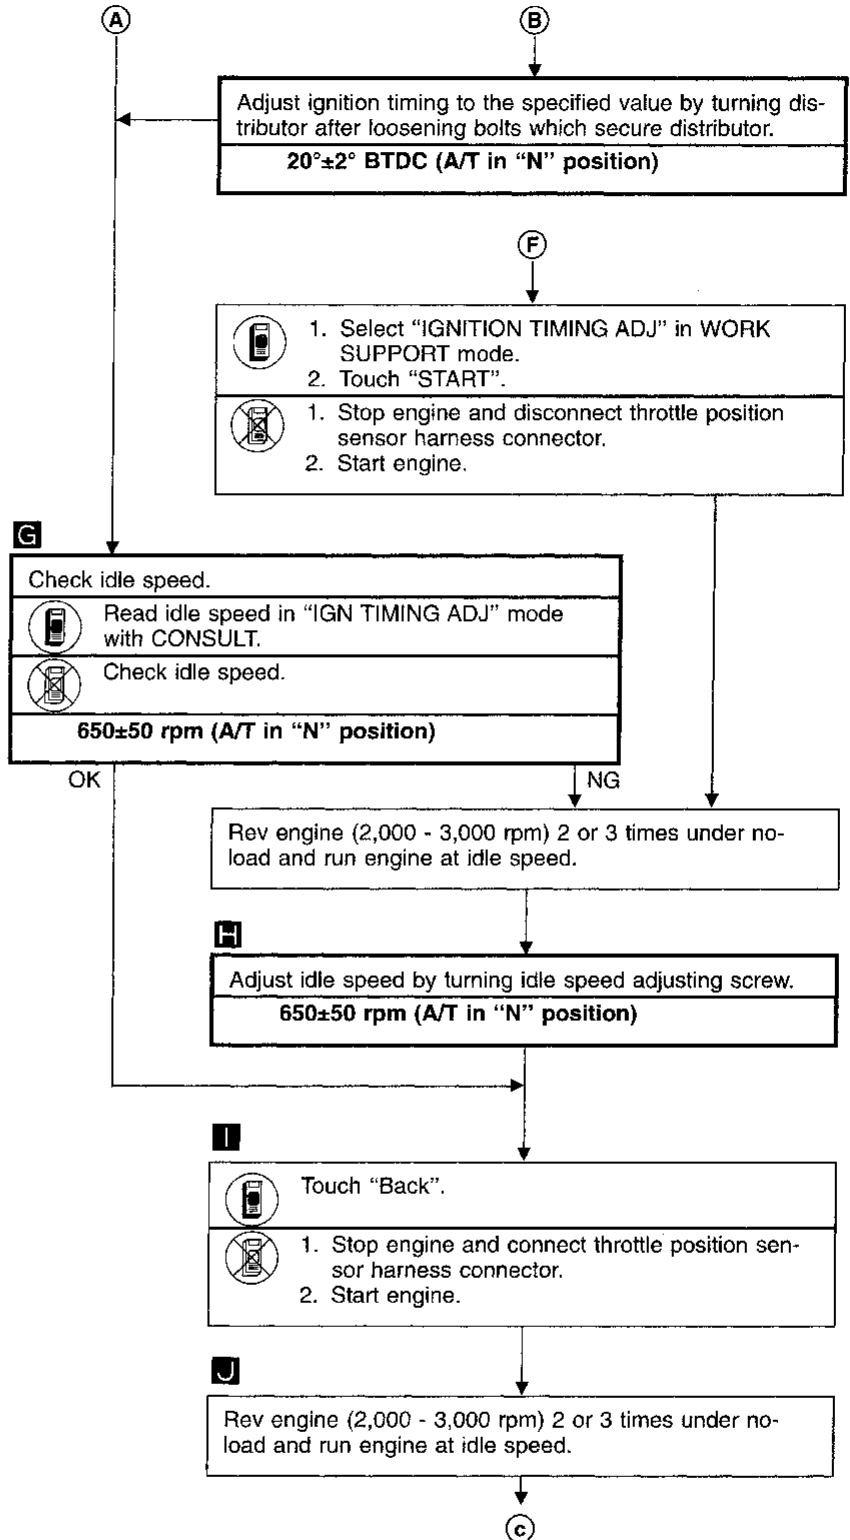 A
B
Adjust ignition timing to the specified value by turning dis-
tributor after loosening bolts which secure distributor.
20°±2° BTDC (A/T in “N” position)
F
1. Select “IGNITION TIMING ADJ” in WORK
SUPPORT mode.
2. Touch “START”.
1. Stop engine and disconnect throttle position
sensor harness connector.
2. Start engine.
G
Check idle speed.
Read idle speed in “IGN TIMING ADJ” mode
with CONSULT.
Check idle speed.
650±50 rpm (A/T in “N” position)
OK
NG
Rev engine (2,000 - 3,000 rpm) 2 or 3 times under no-
load and run engine at idle speed.
H
Adjust idle speed by turning idle speed adjusting screw.
650±50 rpm (A/T in “N” position)
I
Touch “Back”.
1. Stop engine and connect throttle position sen-
sor harness connector.
2. Start engine.
J
Rev engine (2,000 - 3,000 rpm) 2 or 3 times under no-
load and run engine at idle speed.
c